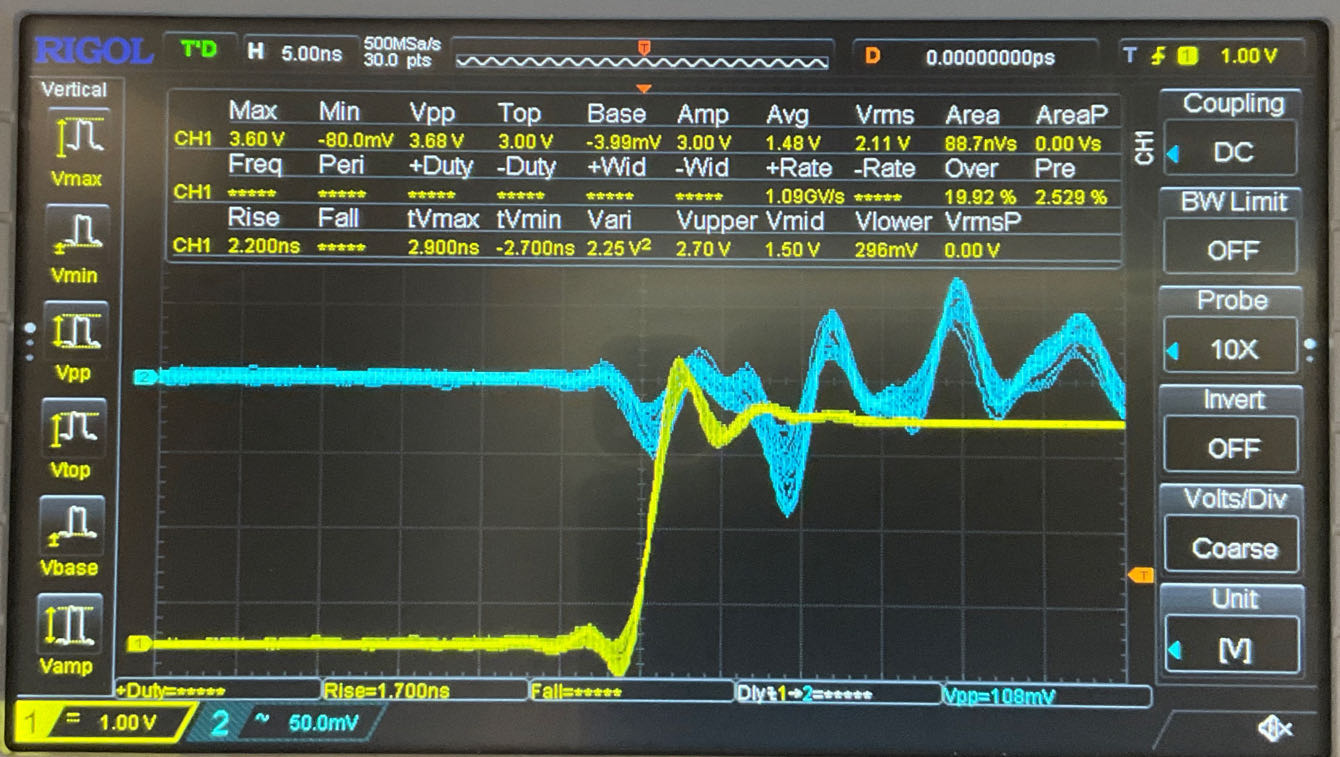 RIGOL T'D H 5.00ns 500MSa/s D 0.00000000ps T 1 1.00 V
30.0 pts
T
Vertical
Vmax
Vmin
Vpp
Vtop
Vbase
Vamp
Max Min Vpp Top Base Amp Avg Vrms Area AreaP
CH1 3.60 V -80.0mV 3.68 V 3.00 V -3.99mV 3.00 V 1.48 V 2.11 V 88.7nVs 0.00 Vs
Freq Peri +Duty -Duty +Wid -Wid +Rate -Rate Over Pre
CH1 ***** ***** ***** ***** ***** ***** 1.09GV/s ***** 19.92 % 2.529 %
Rise Fall tVmax tVmin Vari Vupper Vmid Vlower VrmsP
CH1 2.200ns ***** 2.900ns -2.700ns 2.25 V² 2.70 V 1.50 V 296mV 0.00 V
2
1
T
CH1
Coupling
DC
BW Limit
OFF
Probe
10X
Invert
OFF
Volts/Div
Coarse
Unit
[V]
+Duty=***** Rise=1.700ns Fall=***** Dly1→2=***** Vpp=108mV
1 = 1.00 V 2 ~ 50.0mV